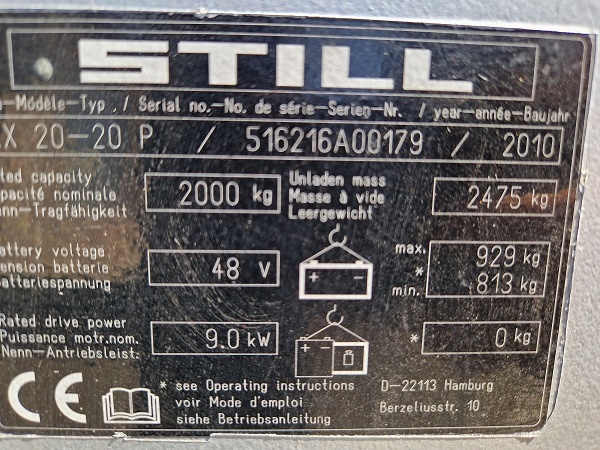 STILL
-Modèle-Typ. / Serial no.-No. de série-Serien-Nr. / year-année-Baujahr
X 20-20 P / 516216A00179 / 2010
ted capacity
pacité nominale
nn-Tragfähigkeit
2000 kg
Unladen mass
Masse à vide
Leergewicht
2475 kg
attery voltage
ension batterie
atteriespannung
48 V
+ -
max.
929 kg
*
min.
813 kg
Rated drive power
Puissance motr.nom.
Nenn-Antriebsleist.
9.0 kW
+
* 0 kg
CE
* see Operating instructions
voir Mode d'emploi
siehe Betriebsanleitung
D-22113 Hamburg
Berzeliusstr. 10